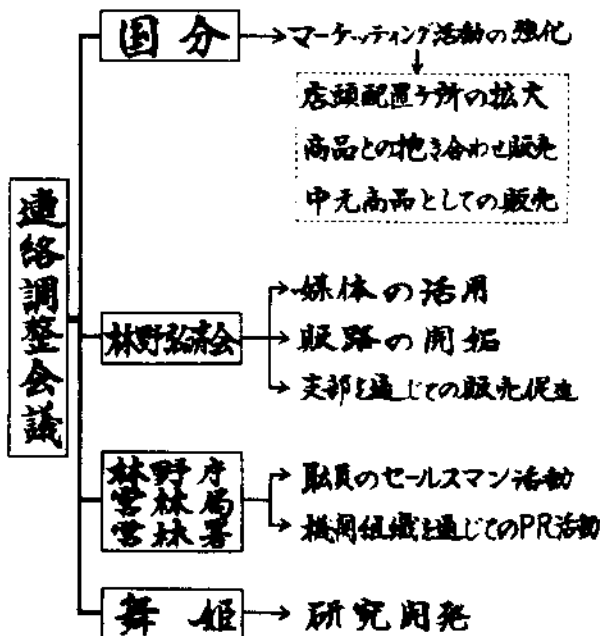 連絡調整会議
国分
マーケッティング活動の強化
店頭配置ケ所の拡大
商品との抱き合わせ販売
中元商品としての販売
林野弘済会
媒体の活用
販路の開拓
支部を通じての販売促進
林野庁
営林局
営林署
職員のセールスマン活動
機関組織を通じてのPR活動
舞姫
研究開発